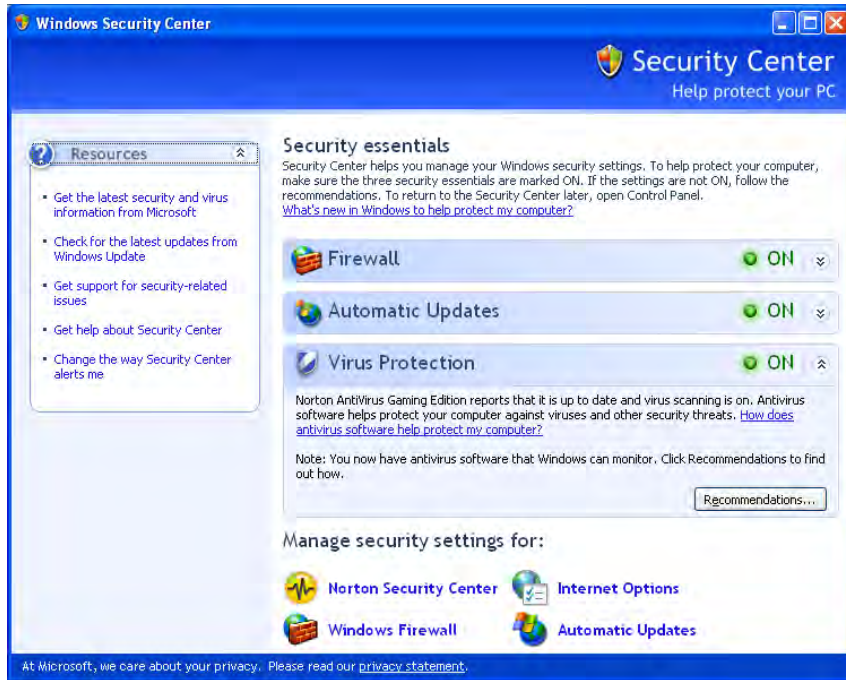 Windows Security Center
Security Center
Help protect your PC
Resources
Get the latest security and virus
information from Microsoft
Check for the latest updates from
Windows Update
Get support for security-related
issues
Get help about Security Center
Change the way Security Center
alerts me
Security essentials
Security Center helps you manage your Windows security settings. To help protect your computer,
make sure the three security essentials are marked ON. If the settings are not ON, follow the
recommendations. To return to the Security Center later, open Control Panel.
What's new in Windows to help protect my computer?
Firewall ON
Automatic Updates ON
Virus Protection ON
Norton AntiVirus Gaming Edition reports that it is up to date and virus scanning is on. Antivirus
software helps protect your computer against viruses and other security threats. How does
antivirus software help protect my computer?
Note: You now have antivirus software that Windows can monitor. Click Recommendations to find
out how.
Recommendations...
Manage security settings for:
Norton Security Center Internet Options
Windows Firewall Automatic Updates
At Microsoft, we care about your privacy. Please read our privacy statement.